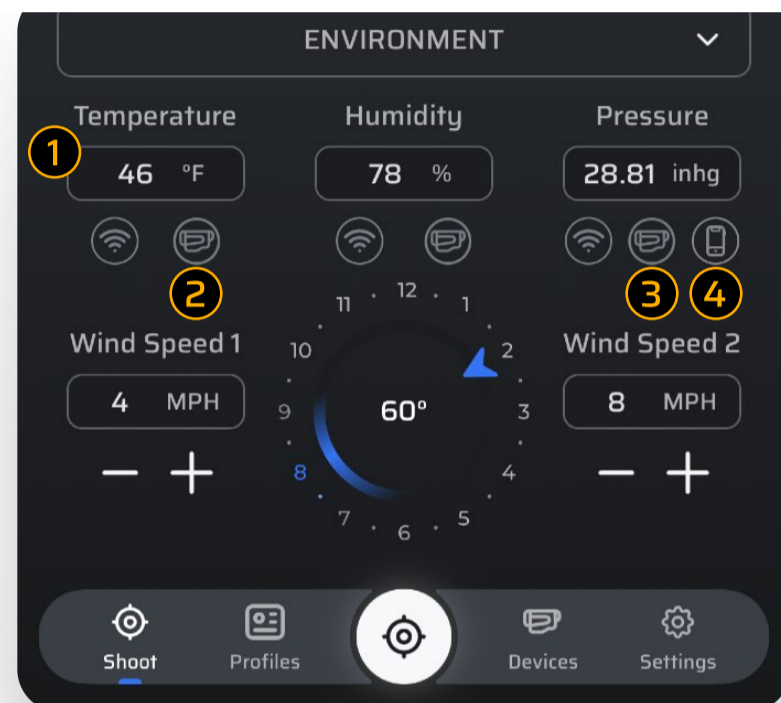 ENVIRONMENT
Temperature
Humidity
Pressure
1
46 °F
78 %
28.81 inhg
2
3
4
Wind Speed 1
4 MPH
12
1
2
3
4
5
6
7
8
9
10
11
60°
Wind Speed 2
8 MPH
Shoot
Profiles
Devices
Settings